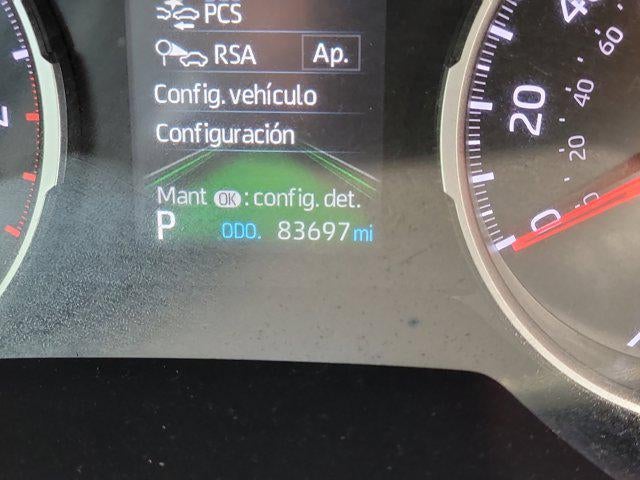 PCS
RSA Ap.
Config. vehículo
Configuración
Mant OK : config. det.
P ODO. 83697 mi
0
20
20
40
60